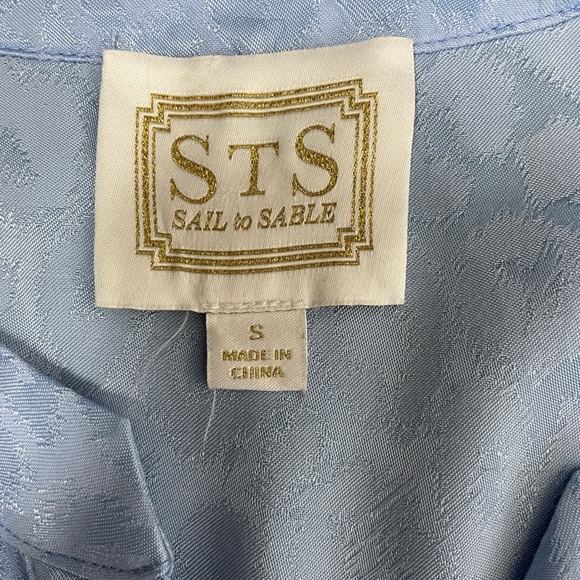 STS
SAIL to SABLE
S
MADE IN
CHINA